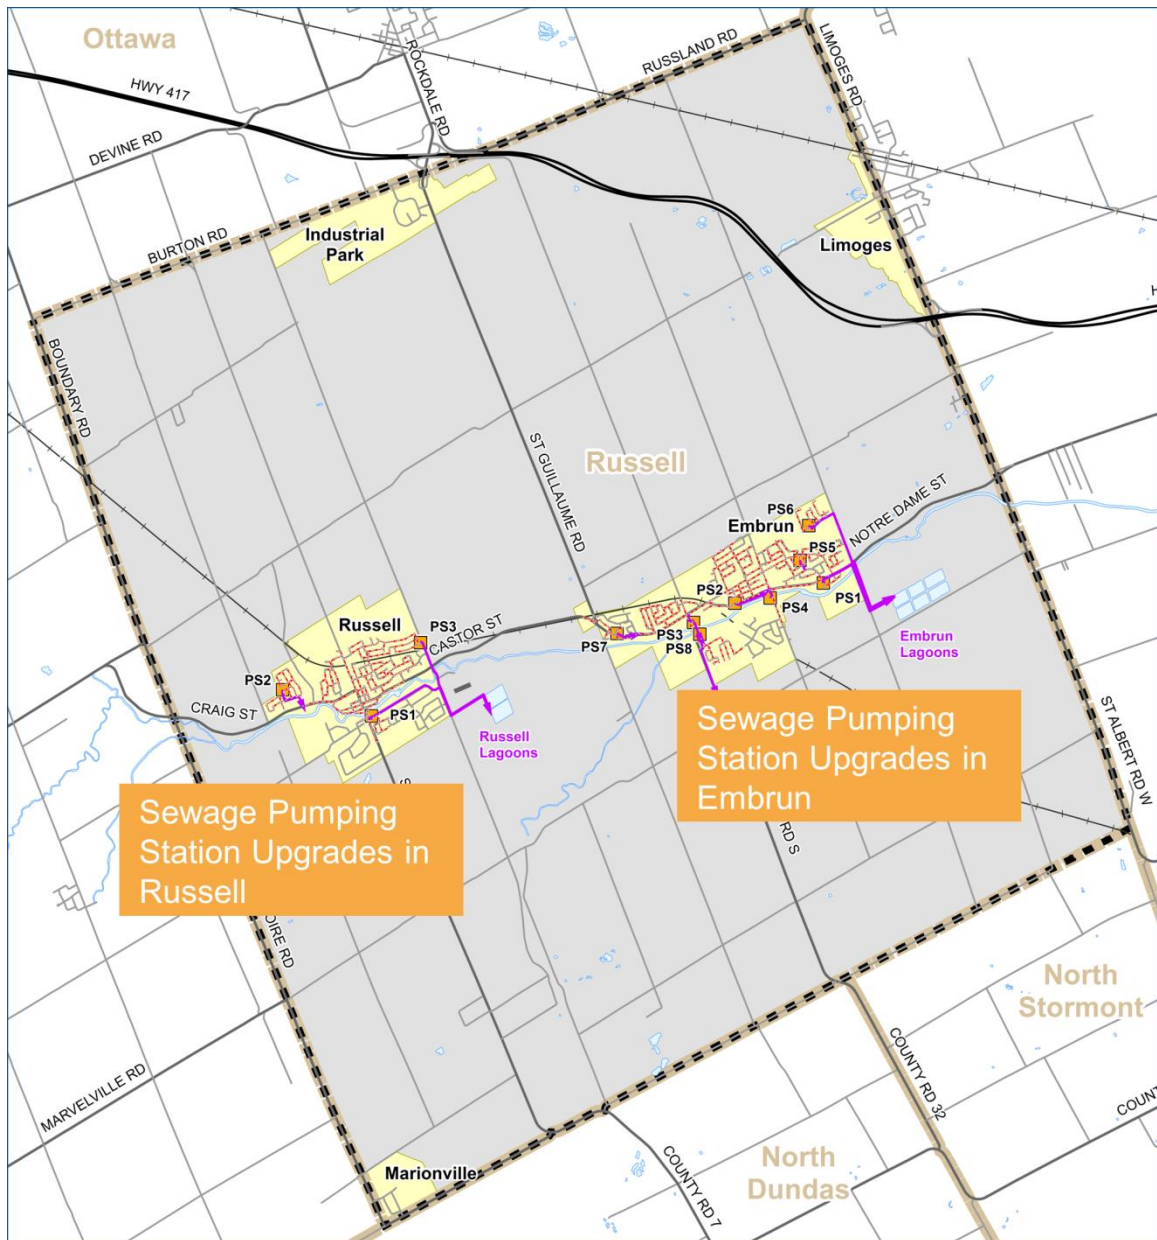 Ottawa
HWY 417
DEVINE RD
ROCKDALE RD
RUSSLAND RD
LIMOGES RD
BURTON RD
Industrial
Park
Limoges
H
BOUNDARY RD
ST GUILLAUME RD
Russell
PS6
Embrun
NOTRE DAME ST
PS5
PS2
PS1
PS4
PS7
PS3
PS8
Embrun
Lagoons
Russell
PS3
CASTOR ST
PS2
CRAIG ST
PS1
Russell
Lagoons
S
Sewage Pumping
Station Upgrades in
Embrun
ST ALBERT RD W
Sewage Pumping
Station Upgrades in
Russell
RD S
OIRE RD
North
Stormont
MARVELVILLE RD
COUNTY RD 32
COUNT
Marionville
COUNTY RD 7
North
Dundas